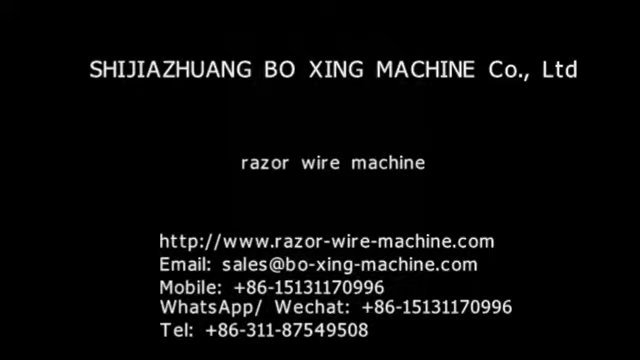 SHIJIAZHUANG BO XING MACHINE Co., Ltd
razor wire machine
http://www.razor-wire-machine.com
Email: sales@bo-xing-machine.com
Mobile: +86-15131170996
WhatsApp/ Wechat: +86-15131170996
Tel: +86-311-87549508